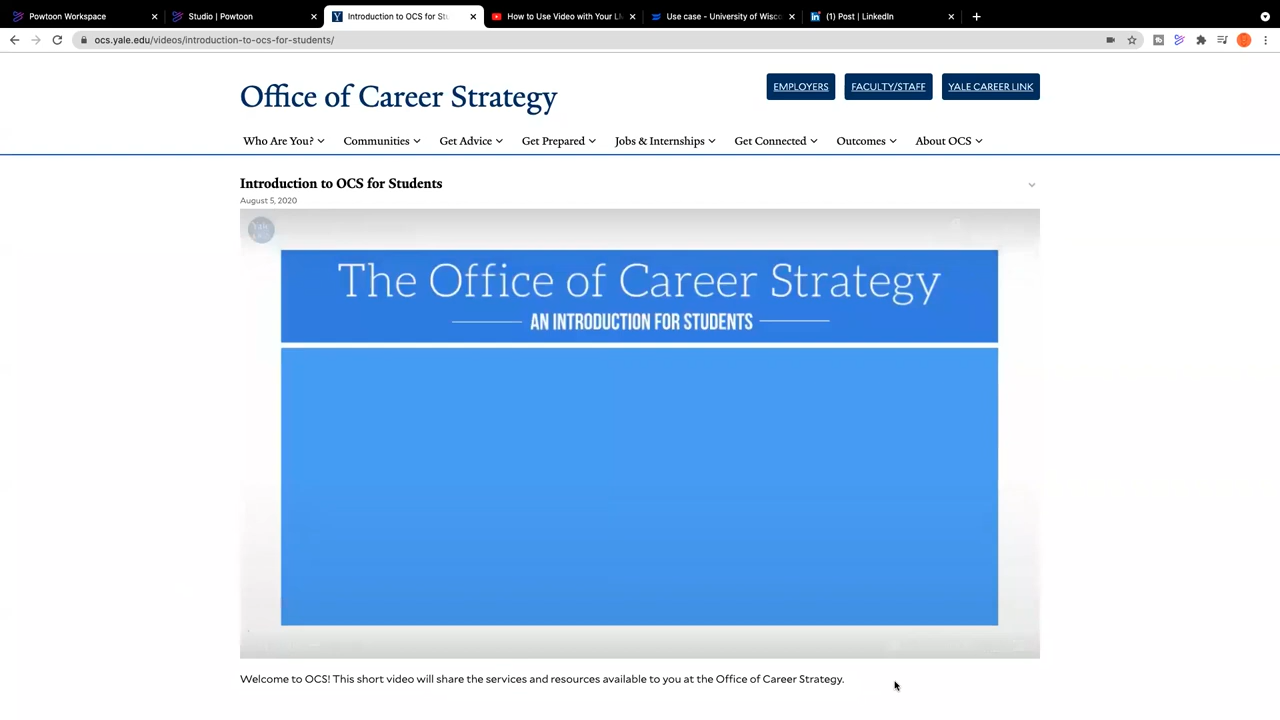 Powtoon Workspace
Studio | Powtoon
Introduction to OCS for Stu
How to Use Video with Your LM
Use case - University of Wisco
(1) Post | LinkedIn
ocs.yale.edu/videos/introduction-to-ocs-for-students/
Office of Career Strategy
EMPLOYERS
FACULTY/STAFF
YALE CAREER LINK
Who Are You?
Communities
Get Advice
Get Prepared
Jobs & Internships
Get Connected
Outcomes
About OCS
Introduction to OCS for Students
August 5, 2020
Yale
The Office of Career Strategy
AN INTRODUCTION FOR STUDENTS
Welcome to OCS! This short video will share the services and resources available to you at the Office of Career Strategy.